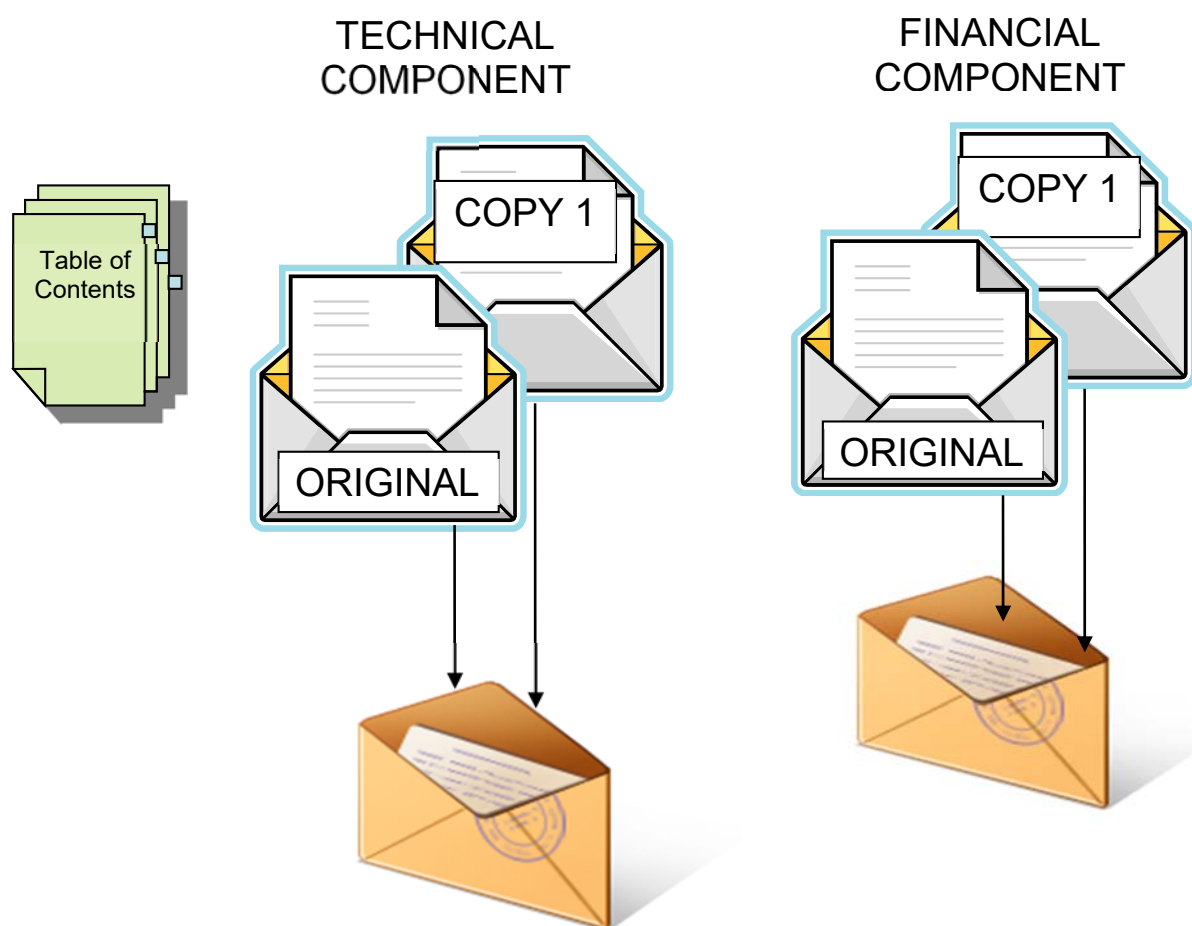 TECHNICAL
COMPONENT
FINANCIAL
COMPONENT
COPY 1
COPY 1
Table of
Contents
ORIGINAL
ORIGINAL